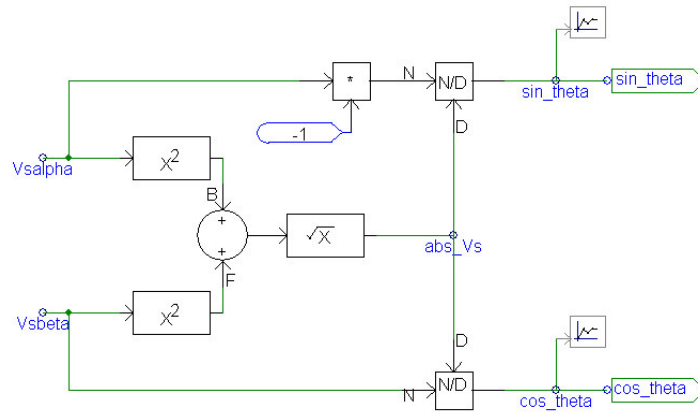 * N N/D sin_theta
sin_theta
-1 D
Vsalpha X²
B
+
+ √X abs_Vs
F
Vsbeta X²
D
N N/D cos_theta
cos_theta